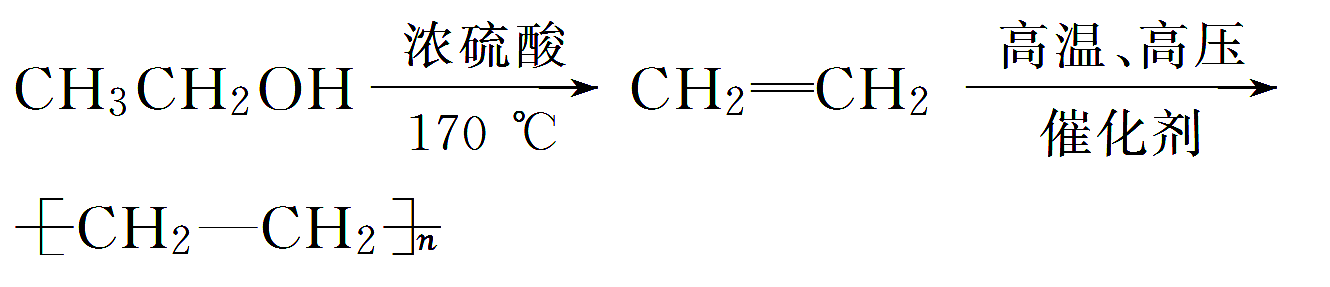 浓硫酸 高温、高压
CH₃CH₂OH → CH₂═CH₂ →
170 ℃ 催化剂
⁅CH₂—CH₂⁆n